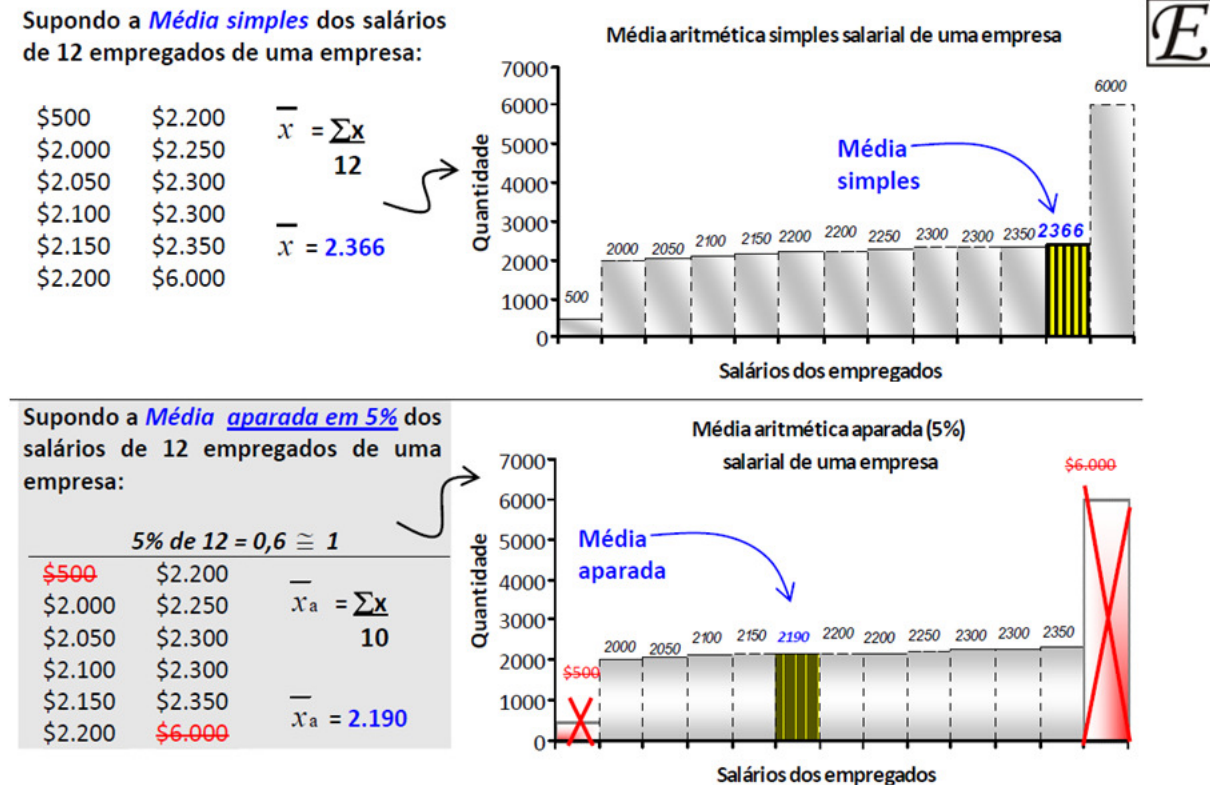 Supondo a Média simples dos salários
de 12 empregados de uma empresa:
$500 $2.200
$2.000 $2.250
$2.050 $2.300
$2.100 $2.300
$2.150 $2.350
$2.200 $6.000
x = ∑x
12
x = 2.366
Média aritmética simples salarial de uma empresa
E
Quantidade
7000
6000
5000
4000
3000
2000
1000
0
500
2000
2050
2100
2150
2200
2200
2250
2300
2300
2350
2366
6000
Média
simples
Salários dos empregados
Supondo a Média aparada em 5% dos
salários de 12 empregados de uma
empresa:
5% de 12 = 0,6 ≅ 1
$500 $2.200
$2.000 $2.250
$2.050 $2.300
$2.100 $2.300
$2.150 $2.350
$2.200 $6.000
xa = ∑x
10
xa = 2.190
Média aritmética aparada (5%)
salarial de uma empresa
Quantidade
7000
6000
5000
4000
3000
2000
1000
0
$500
2000
2050
2100
2150
2190
2200
2200
2250
2300
2300
2350
$6.000
Média
aparada
Salários dos empregados